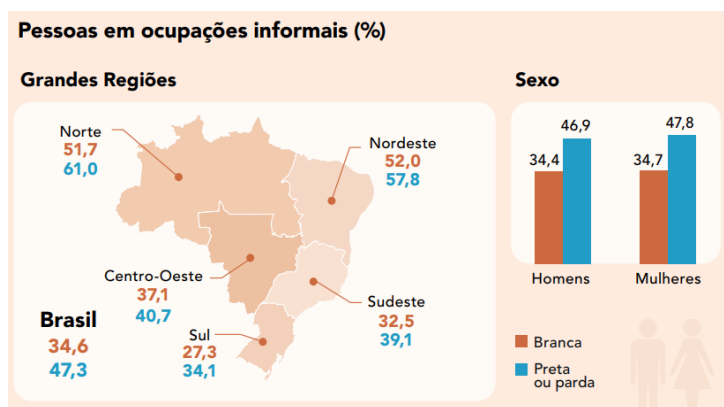 Pessoas em ocupações informais (%)
Grandes Regiões
Norte
51,7
61,0
Nordeste
52,0
57,8
Centro-Oeste
37,1
40,7
Sudeste
32,5
39,1
Sul
27,3
34,1
Brasil
34,6
47,3
Sexo
34,4
46,9
34,7
47,8
Homens
Mulheres
Branca
Preta
ou parda